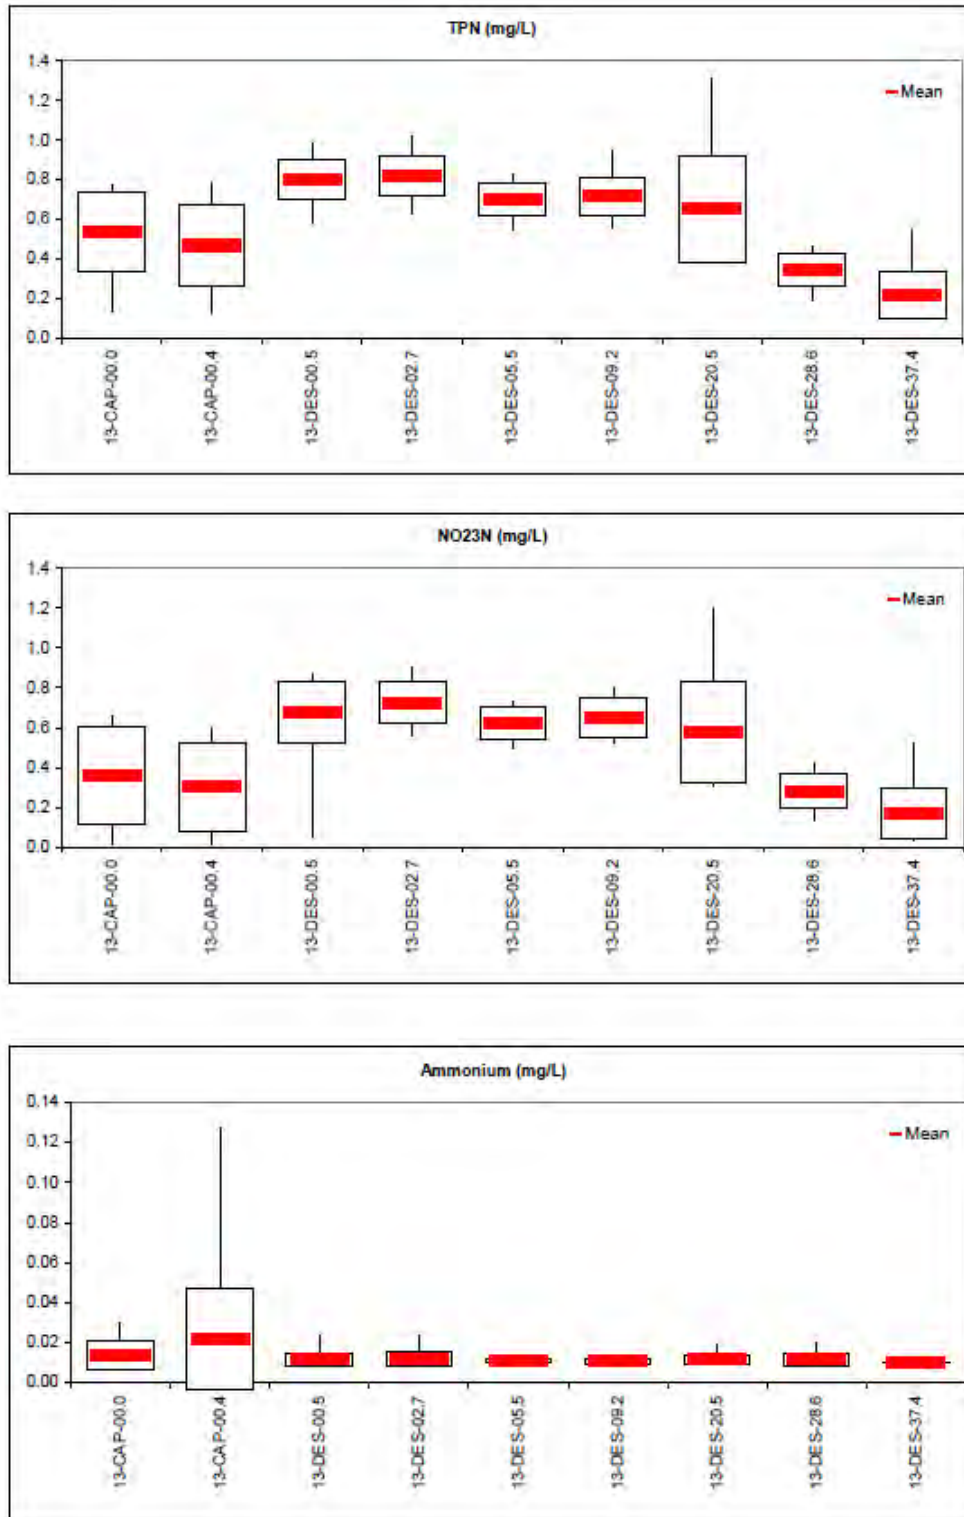 TPN (mg/L)
1.4
1.2
1.0
0.8
0.6
0.4
0.2
0.0
Mean
13-CAP-00.0
13-CAP-00.4
13-DES-00.5
13-DES-02.7
13-DES-05.5
13-DES-09.2
13-DES-20.5
13-DES-28.6
13-DES-37.4
NO23N (mg/L)
1.4
1.2
1.0
0.8
0.6
0.4
0.2
0.0
Mean
13-CAP-00.0
13-CAP-00.4
13-DES-00.5
13-DES-02.7
13-DES-05.5
13-DES-09.2
13-DES-20.5
13-DES-28.6
13-DES-37.4
Ammonium (mg/L)
0.14
0.12
0.10
0.08
0.06
0.04
0.02
0.00
Mean
13-CAP-00.0
13-CAP-00.4
13-DES-00.5
13-DES-02.7
13-DES-05.5
13-DES-09.2
13-DES-20.5
13-DES-28.6
13-DES-37.4